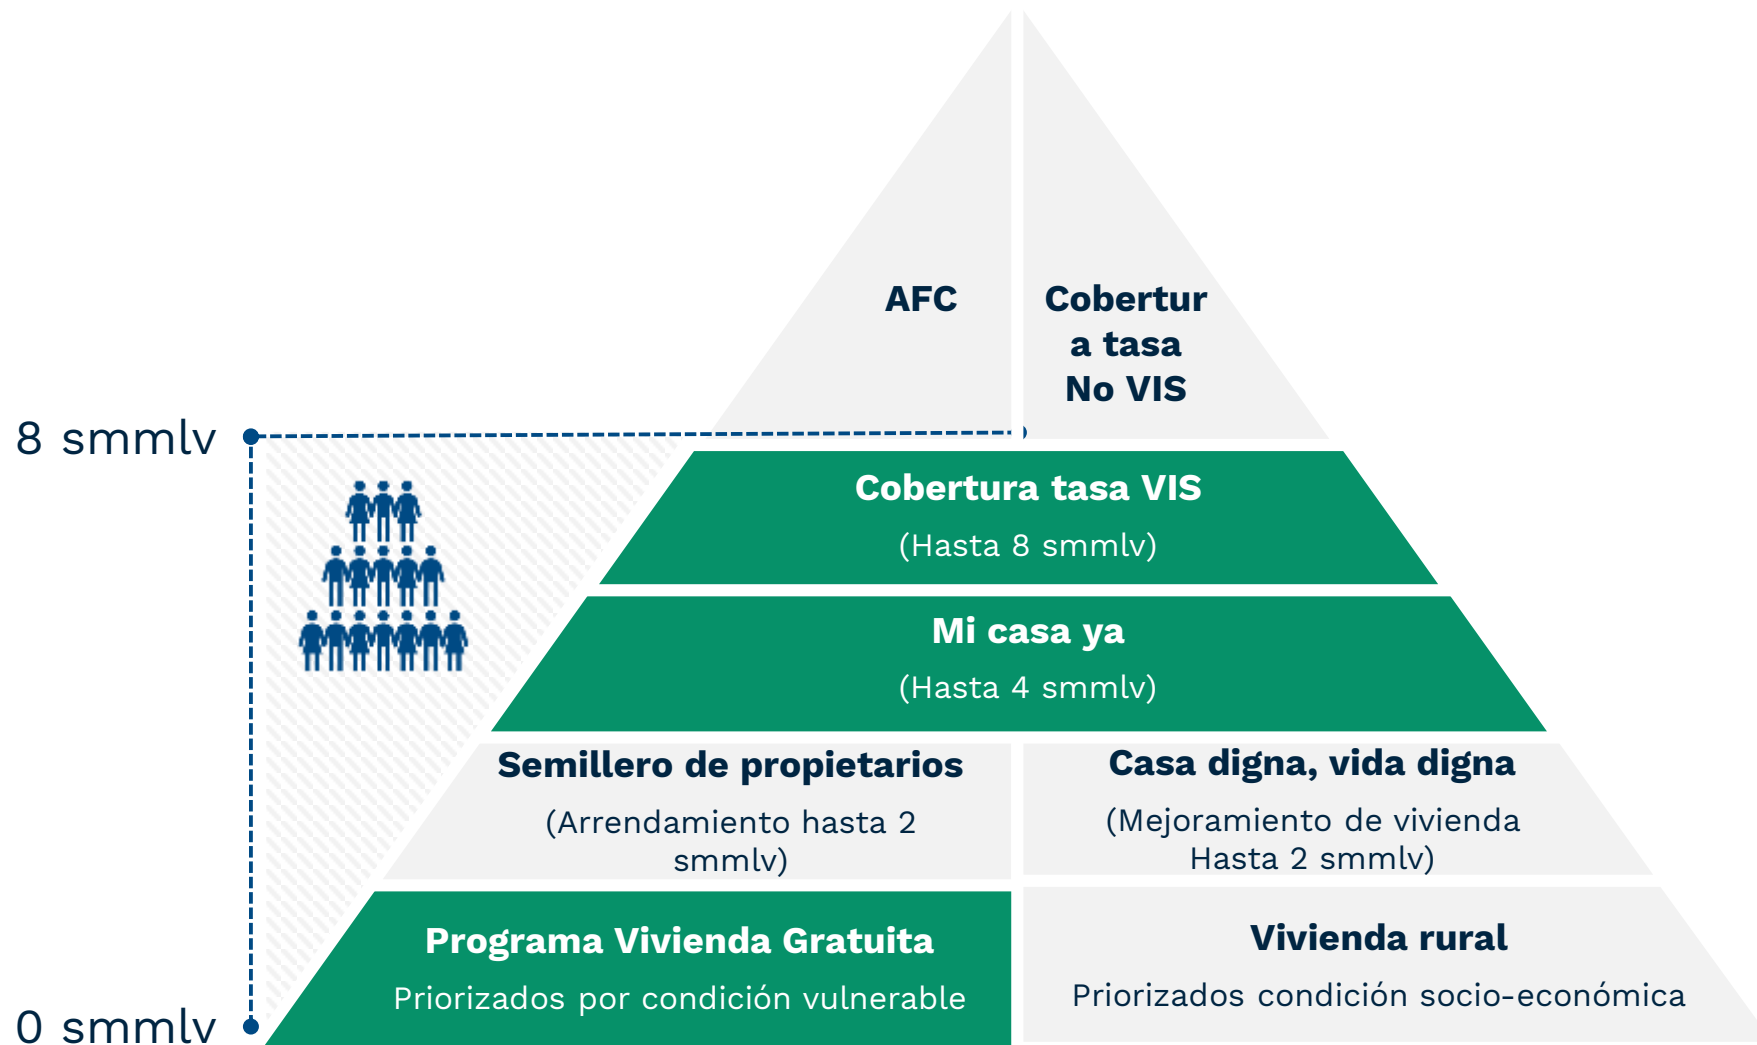 AFC
Cobertur
a tasa
No VIS
8 smmlv
Cobertura tasa VIS
(Hasta 8 smmlv)
Mi casa ya
(Hasta 4 smmlv)
Semillero de propietarios
(Arrendamiento hasta 2
smmlv)
Casa digna, vida digna
(Mejoramiento de vivienda
Hasta 2 smmlv)
Programa Vivienda Gratuita
Priorizados por condición vulnerable
Vivienda rural
Priorizados condición socio-económica
0 smmlv